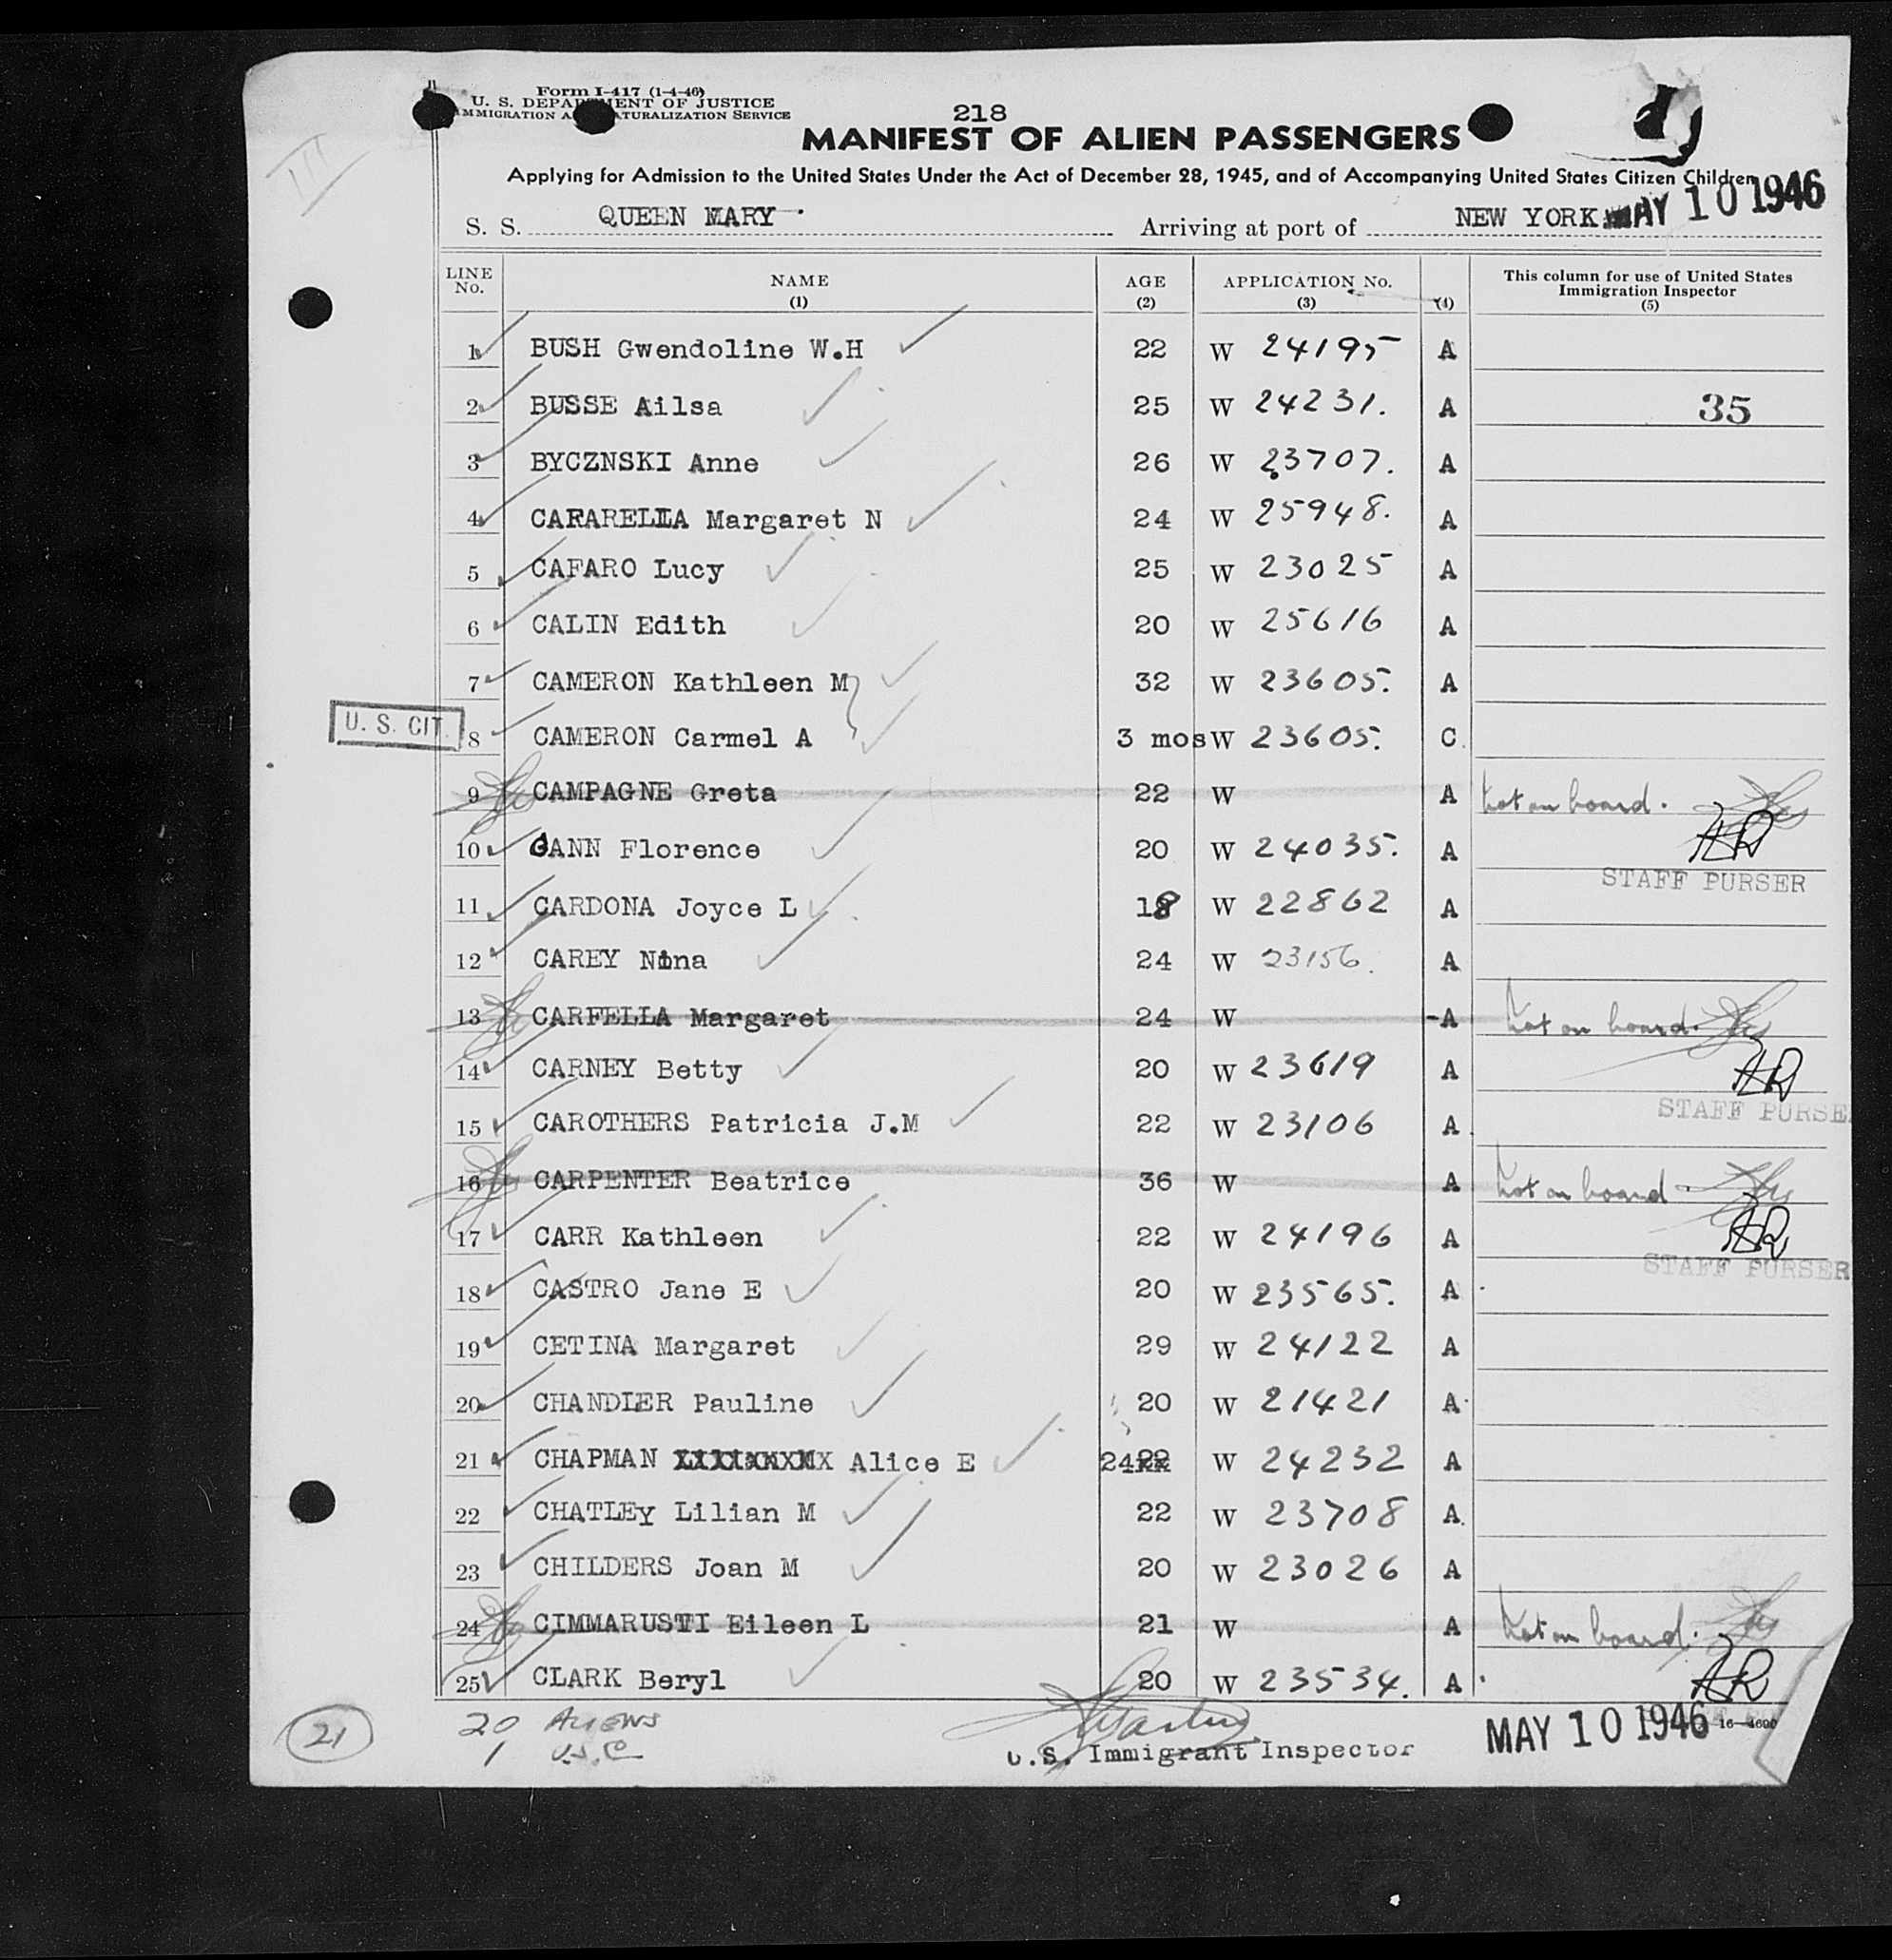 Form I-417 (1-4-46)
U. S. DEPARTMENT OF JUSTICE
IMMIGRATION AND NATURALIZATION SERVICE
218
MANIFEST OF ALIEN PASSENGERS
Applying for Admission to the United States Under the Act of December 28, 1945, and of Accompanying United States Citizen Children
III
S. S. QUEEN MARY Arriving at port of NEW YORK MAY 10 1946
LINE No. NAME (1) AGE (2) APPLICATION No. (3) (4) This column for use of United States Immigration Inspector (5)
1 BUSH Gwendoline W.H 22 W 24195 A
2 BUSSE Ailsa 25 W 24231. A 35
3 BYCZNSKI Anne 26 W 23707. A
4 CAFARELLA Margaret N 24 W 25948. A
5 CAFARO Lucy 25 W 23025 A
6 CALIN Edith 20 W 25616 A
7 CAMERON Kathleen M 32 W 23605. A
U. S. CIT. 8 CAMERON Carmel A 3 mos W 23605. C
9 CAMPAGNE Greta 22 W A Not on board.
10 CANN Florence 20 W 24035. A
STAFF PURSER
11 CARDONA Joyce L 18 W 22862 A
12 CAREY Nina 24 W 23156. A
13 CARFELLA Margaret 24 W A Not on board.
14 CARNEY Betty 20 W 23619 A
STAFF PURSE
15 CAROTHERS Patricia J.M 22 W 23106 A
16 CARPENTER Beatrice 36 W A Not on board
17 CARR Kathleen 22 W 24196 A
STAFF PURSER
18 CASTRO Jane E 20 W 23565. A
19 CETINA Margaret 29 W 24122 A
20 CHANDLER Pauline 20 W 21421 A
21 CHAPMAN Alice E 24 22 W 24232 A
22 CHATLEY Lilian M 22 W 23708 A
23 CHILDERS Joan M 20 W 23026 A
24 CIMMARUSTI Eileen L 21 W A Not on board.
25 CLARK Beryl 20 W 23534. A
21 20 ALIENS
1 U.S.C
U.S. Immigrant Inspector
MAY 10 1946 16—4690